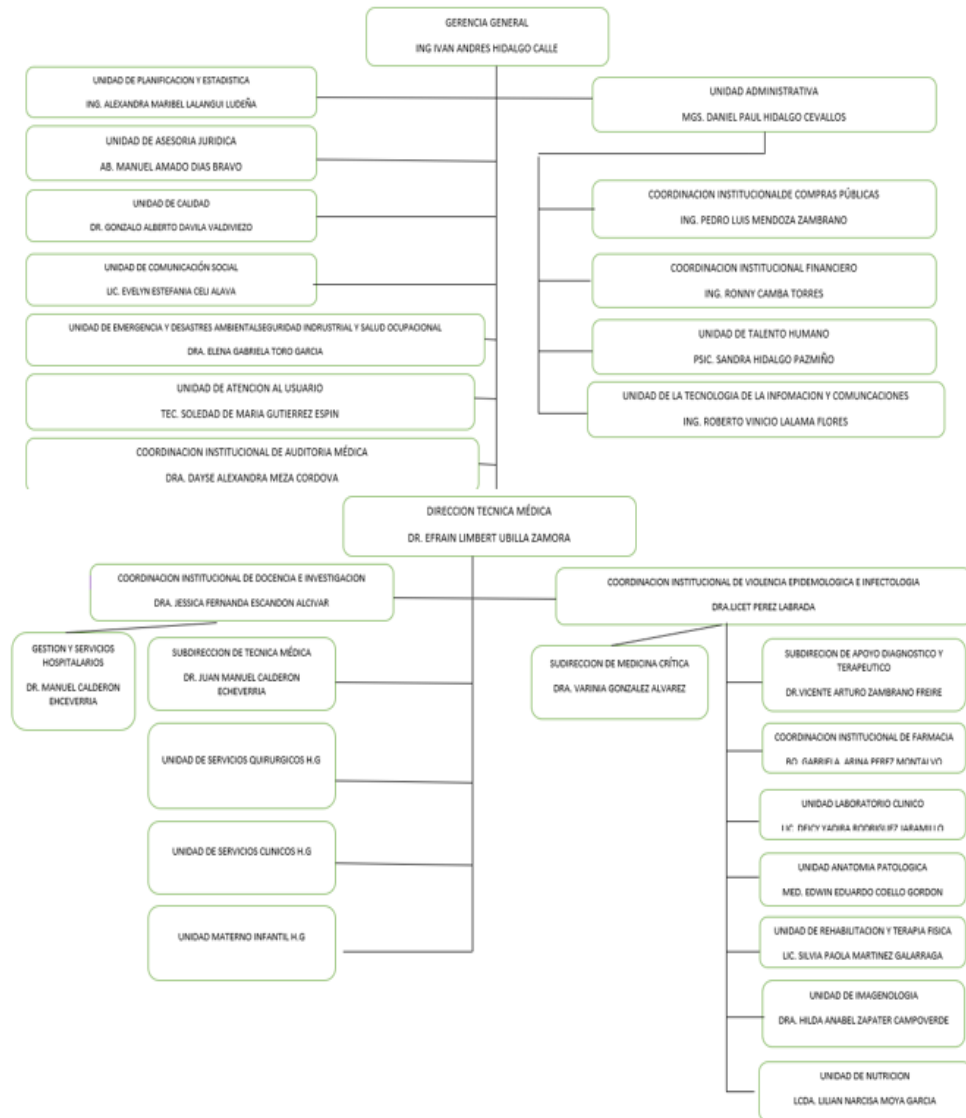 GERENCIA GENERAL
ING IVAN ANDRES HIDALGO CALLE
UNIDAD DE PLANIFICACION Y ESTADISTICA
ING. ALEXANDRA MARIBEL LALANGUI LUDEÑA
UNIDAD ADMINISTRATIVA
MGS. DANIEL PAUL HIDALGO CEVALLOS
UNIDAD DE ASESORIA JURIDICA
AB. MANUEL AMADO DIAS BRAVO
UNIDAD DE CALIDAD
DR. GONZALO ALBERTO DAVILA VALDIVIEZO
UNIDAD DE COMUNICACIÓN SOCIAL
LIC. EVELYN ESTEFANIA CELI ALAVA
UNIDAD DE EMERGENCIA Y DESASTRES AMBIENTALSEGURIDAD INDRUSTRIAL Y SALUD OCUPACIONAL
DRA. ELENA GABRIELA TORO GARCIA
UNIDAD DE ATENCION AL USUARIO
TEC. SOLEDAD DE MARIA GUTIERREZ ESPIN
COORDINACION INSTITUCIONAL DE AUDITORIA MÉDICA
DRA. DAYSE ALEXANDRA MEZA CORDOVA
COORDINACION INSTITUCIONALDE COMPRAS PÚBLICAS
ING. PEDRO LUIS MENDOZA ZAMBRANO
COORDINACION INSTITUCIONAL FINANCIERO
ING. RONNY CAMBA TORRES
UNIDAD DE TALENTO HUMANO
PSIC. SANDRA HIDALGO PAZMIÑO
UNIDAD DE LA TECNOLOGIA DE LA INFOMACION Y COMUNCACIONES
ING. ROBERTO VINICIO LALAMA FLORES
DIRECCION TECNICA MÉDICA
DR. EFRAIN LIMBERT UBILLA ZAMORA
COORDINACION INSTITUCIONAL DE DOCENCIA E INVESTIGACION
DRA. JESSICA FERNANDA ESCANDON ALCIVAR
COORDINACION INSTITUCIONAL DE VIOLENCIA EPIDEMOLOGICA E INFECTOLOGIA
DRA.LICET PEREZ LABRADA
GESTION Y SERVICIOS
HOSPITALARIOS
DR. MANUEL CALDERON
EHCEVERRIA
SUBDIRECCION DE TECNICA MÉDICA
DR. JUAN MANUEL CALDERON
ECHEVERRIA
UNIDAD DE SERVICIOS QUIRURGICOS H.G
UNIDAD DE SERVICIOS CLINICOS H.G
UNIDAD MATERNO INFANTIL H.G
SUDIRECCION DE MEDICINA CRÍTICA
DRA. VARINIA GONZALEZ ALVAREZ
SUBDIRECION DE APOYO DIAGNOSTICO Y
TERAPEUTICO
DR.VICENTE ARTURO ZAMBRANO FREIRE
COORDINACION INSTITUCIONAL DE FARMACIA
GABRIELA ARINA PEREZ MONTALVO
UNIDAD LABORATORIO CLINICO
LIC. DEICY YADIRA RODRIGUEZ JARAMILLO
UNIDAD ANATOMIA PATOLOGICA
MED. EDWIN EDUARDO COELLO GORDON
UNIDAD DE REHABILITACION Y TERAPIA FISICA
LIC. SILVIA PAOLA MARTINEZ GALARRAGA
UNIDAD DE IMAGENOLOGIA
DRA. HILDA ANABEL ZAPATER CAMPOVERDE
UNIDAD DE NUTRICION
LCDA. LILIAN NARCISA MOYA GARCIA